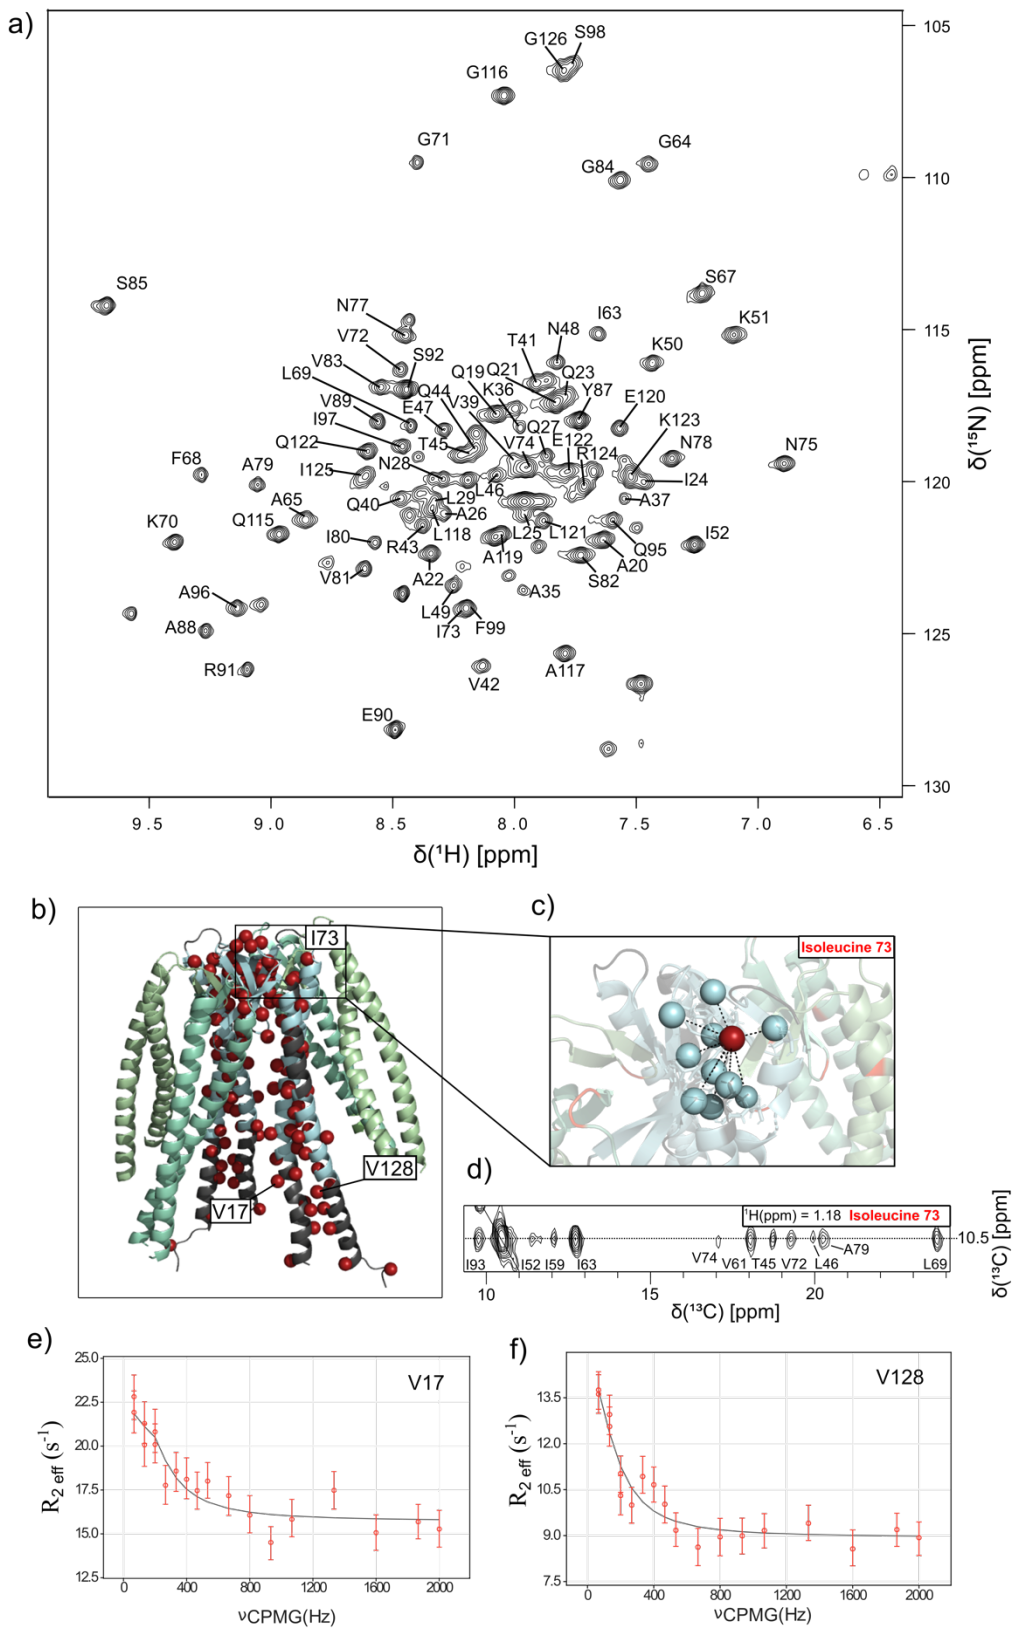 a)
105
G126
S98
G116
G71
G64
G84
110
S85
S67
N77
I63
K51
115
V72
T41
N48
K50
V83
S92
Q21
L69
Q19
Q23
Q44
K36
Y87
V89
E47
V39
E120
K123
I97
T45
V74
Q27
E122
N78
N75
Q122
R124
F68
A79
I125
N28
L46
I24
120
A65
Q40
L29
A37
K70
Q115
A26
L25
L121
R43
L118
Q95
I52
I80
A119
A20
V81
A22
S82
A96
L49
A35
I73
F99
A88
125
R91
V42
A117
E90
130
δ(¹⁵N) [ppm]
9.5
9.0
8.5
8.0
7.5
7.0
6.5
δ(¹H) [ppm]
b)
I73
V128
V17
c)
Isoleucine 73
d)
¹H(ppm) = 1.18 Isoleucine 73
10.5
I93
I52
I59
I63
V74
V61
T45
V72
L46
A79
L69
10
15
20
δ(¹³C) [ppm]
δ(¹³C) [ppm]
e)
V17
25.0
22.5
20.0
17.5
15.0
12.5
R2 eff (s⁻¹)
0
400
800
1200
1600
2000
νCPMG(Hz)
f)
V128
13.5
12.0
10.5
9.0
7.5
R2 eff (s⁻¹)
0
400
800
1200
1600
2000
νCPMG(Hz)